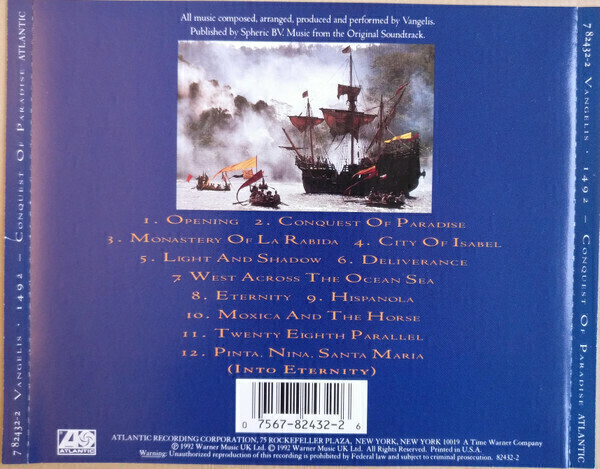 All music composed, arranged, produced and performed by Vangelis.
Published by Spheric BV. Music from the Original Soundtrack.
1. Opening 2. Conquest Of Paradise
3. Monastery Of La Rabida 4. City Of Isabel
5. Light And Shadow 6. Deliverance
7 West Across The Ocean Sea
8. Eternity 9. Hispanola
10. Moxica And The Horse
11. Twenty Eighth Parallel
12. Pinta, Nina, Santa Maria
(Into Eternity)
0 75678-2432-2 6
ATLANTIC RECORDING CORPORATION, 75 ROCKEFELLER PLAZA, NEW YORK, NEW YORK 10019 A Time Warner Company
℗ 1992 Warner Music UK Ltd. © 1992 Warner Music UK Ltd. All Rights Reserved. Printed in U.S.A.
Warning: Unauthorized reproduction of this recording is prohibited by Federal law and subject to criminal prosecution. 82432-2
7 82432-2 Vangelis · 1492 – Conquest Of Paradise ATLANTIC
7 82432-2 Vangelis · 1492 – Conquest Of Paradise ATLANTIC